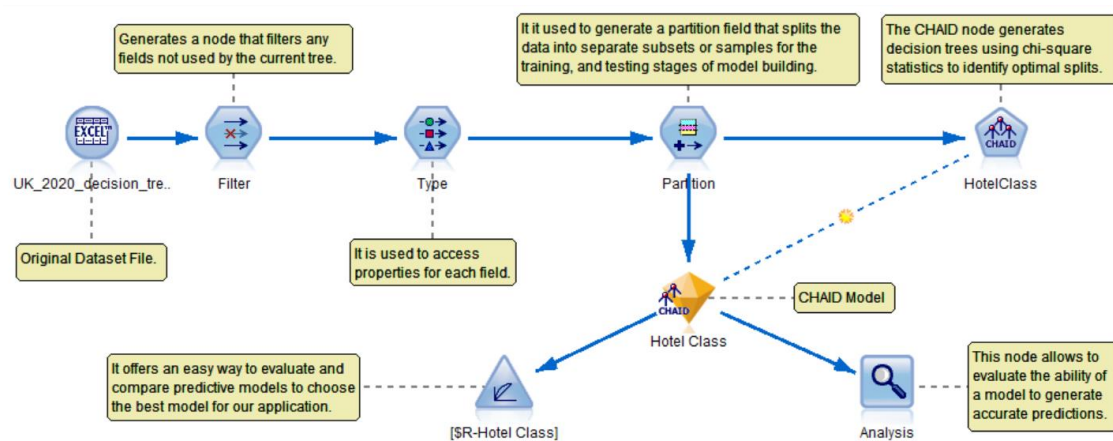 Generates a node that filters any
fields not used by the current tree.
It it used to generate a partition field that splits the
data into separate subsets or samples for the
training, and testing stages of model building.
The CHAID node generates
decision trees using chi-square
statistics to identify optimal splits.
EXCEL™
CHAID
UK_2020_decision_tre..
Filter
Type
Partition
HotelClass
Original Dataset File.
It is used to access
properties for each field.
CHAID
CHAID Model
Hotel Class
It offers an easy way to evaluate and
compare predictive models to choose
the best model for our application.
This node allows to
evaluate the ability of
a model to generate
accurate predictions.
[$R-Hotel Class]
Analysis